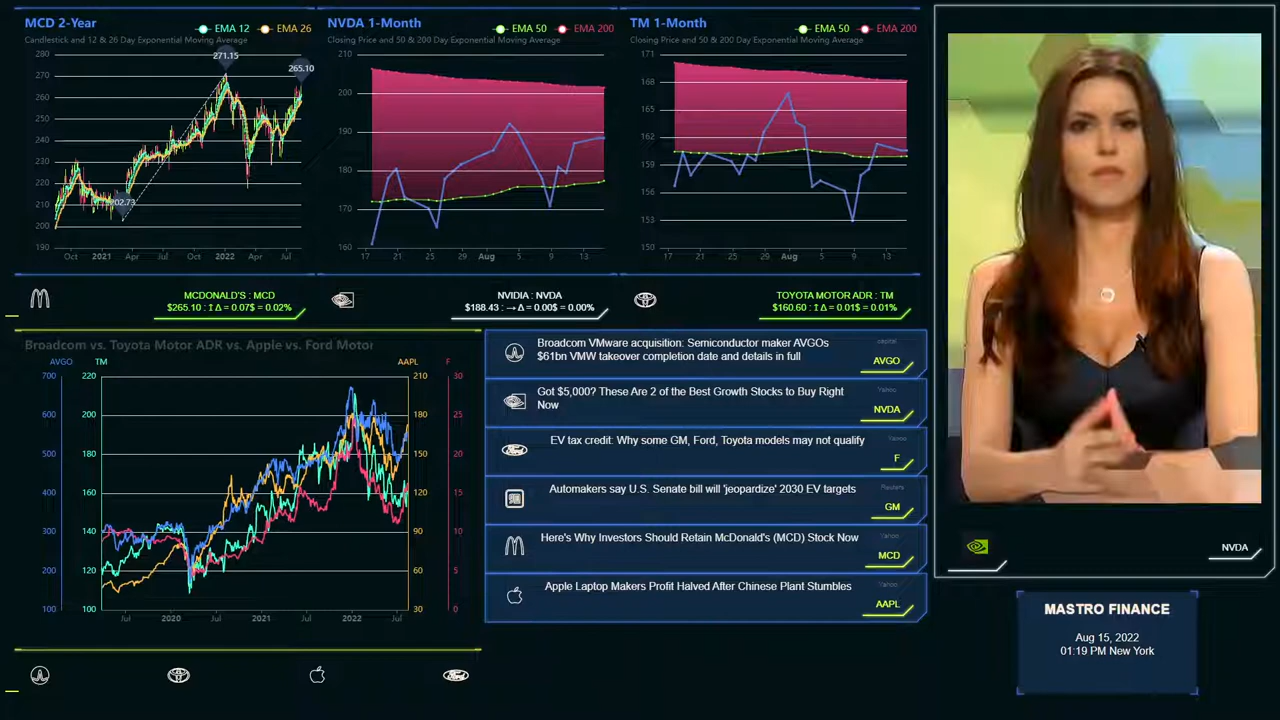 MCD 2-Year
EMA 12 EMA 26
Candlestick and 12 & 26 Day Exponential Moving Average
280
270
260
250
240
230
220
210
200
190
271.15
265.10
202.73
Oct 2021 Apr Jul Oct 2022 Apr Jul
NVDA 1-Month
EMA 50 EMA 200
Closing Price and 50 & 200 Day Exponential Moving Average
210
200
190
180
170
160
17 21 25 29 Aug 5 9 13
TM 1-Month
EMA 50 EMA 200
Closing Price and 50 & 200 Day Exponential Moving Average
171
168
165
162
159
156
153
150
17 21 25 29 Aug 5 9 13
MCDONALD'S : MCD
$265.10 : ↥ Δ = 0.07$ = 0.02%
NVIDIA : NVDA
$188.43 : → Δ = 0.00$ = 0.00%
TOYOTA MOTOR ADR : TM
$160.60 : ↥ Δ = 0.01$ = 0.01%
Broadcom vs. Toyota Motor ADR vs. Apple vs. Ford Motor
AVGO TM AAPL F
700 220 210 30
600 200 180 25
500 180 150 20
400 160 120 15
300 140 90 10
200 120 60 5
100 100 30 0
Jul 2020 Jul 2021 Jul 2022 Jul
Ford
Broadcom VMware acquisition: Semiconductor maker AVGOs
$61bn VMW takeover completion date and details in full
capital
AVGO
Got $5,000? These Are 2 of the Best Growth Stocks to Buy Right
Now
Yahoo
NVDA
Ford
EV tax credit: Why some GM, Ford, Toyota models may not qualify
Yahoo
F
Automakers say U.S. Senate bill will 'jeopardize' 2030 EV targets
Reuters
GM
Here's Why Investors Should Retain McDonald's (MCD) Stock Now
Yahoo
MCD
Apple Laptop Makers Profit Halved After Chinese Plant Stumbles
Yahoo
AAPL
NVDA
MASTRO FINANCE
Aug 15, 2022
01:19 PM New York